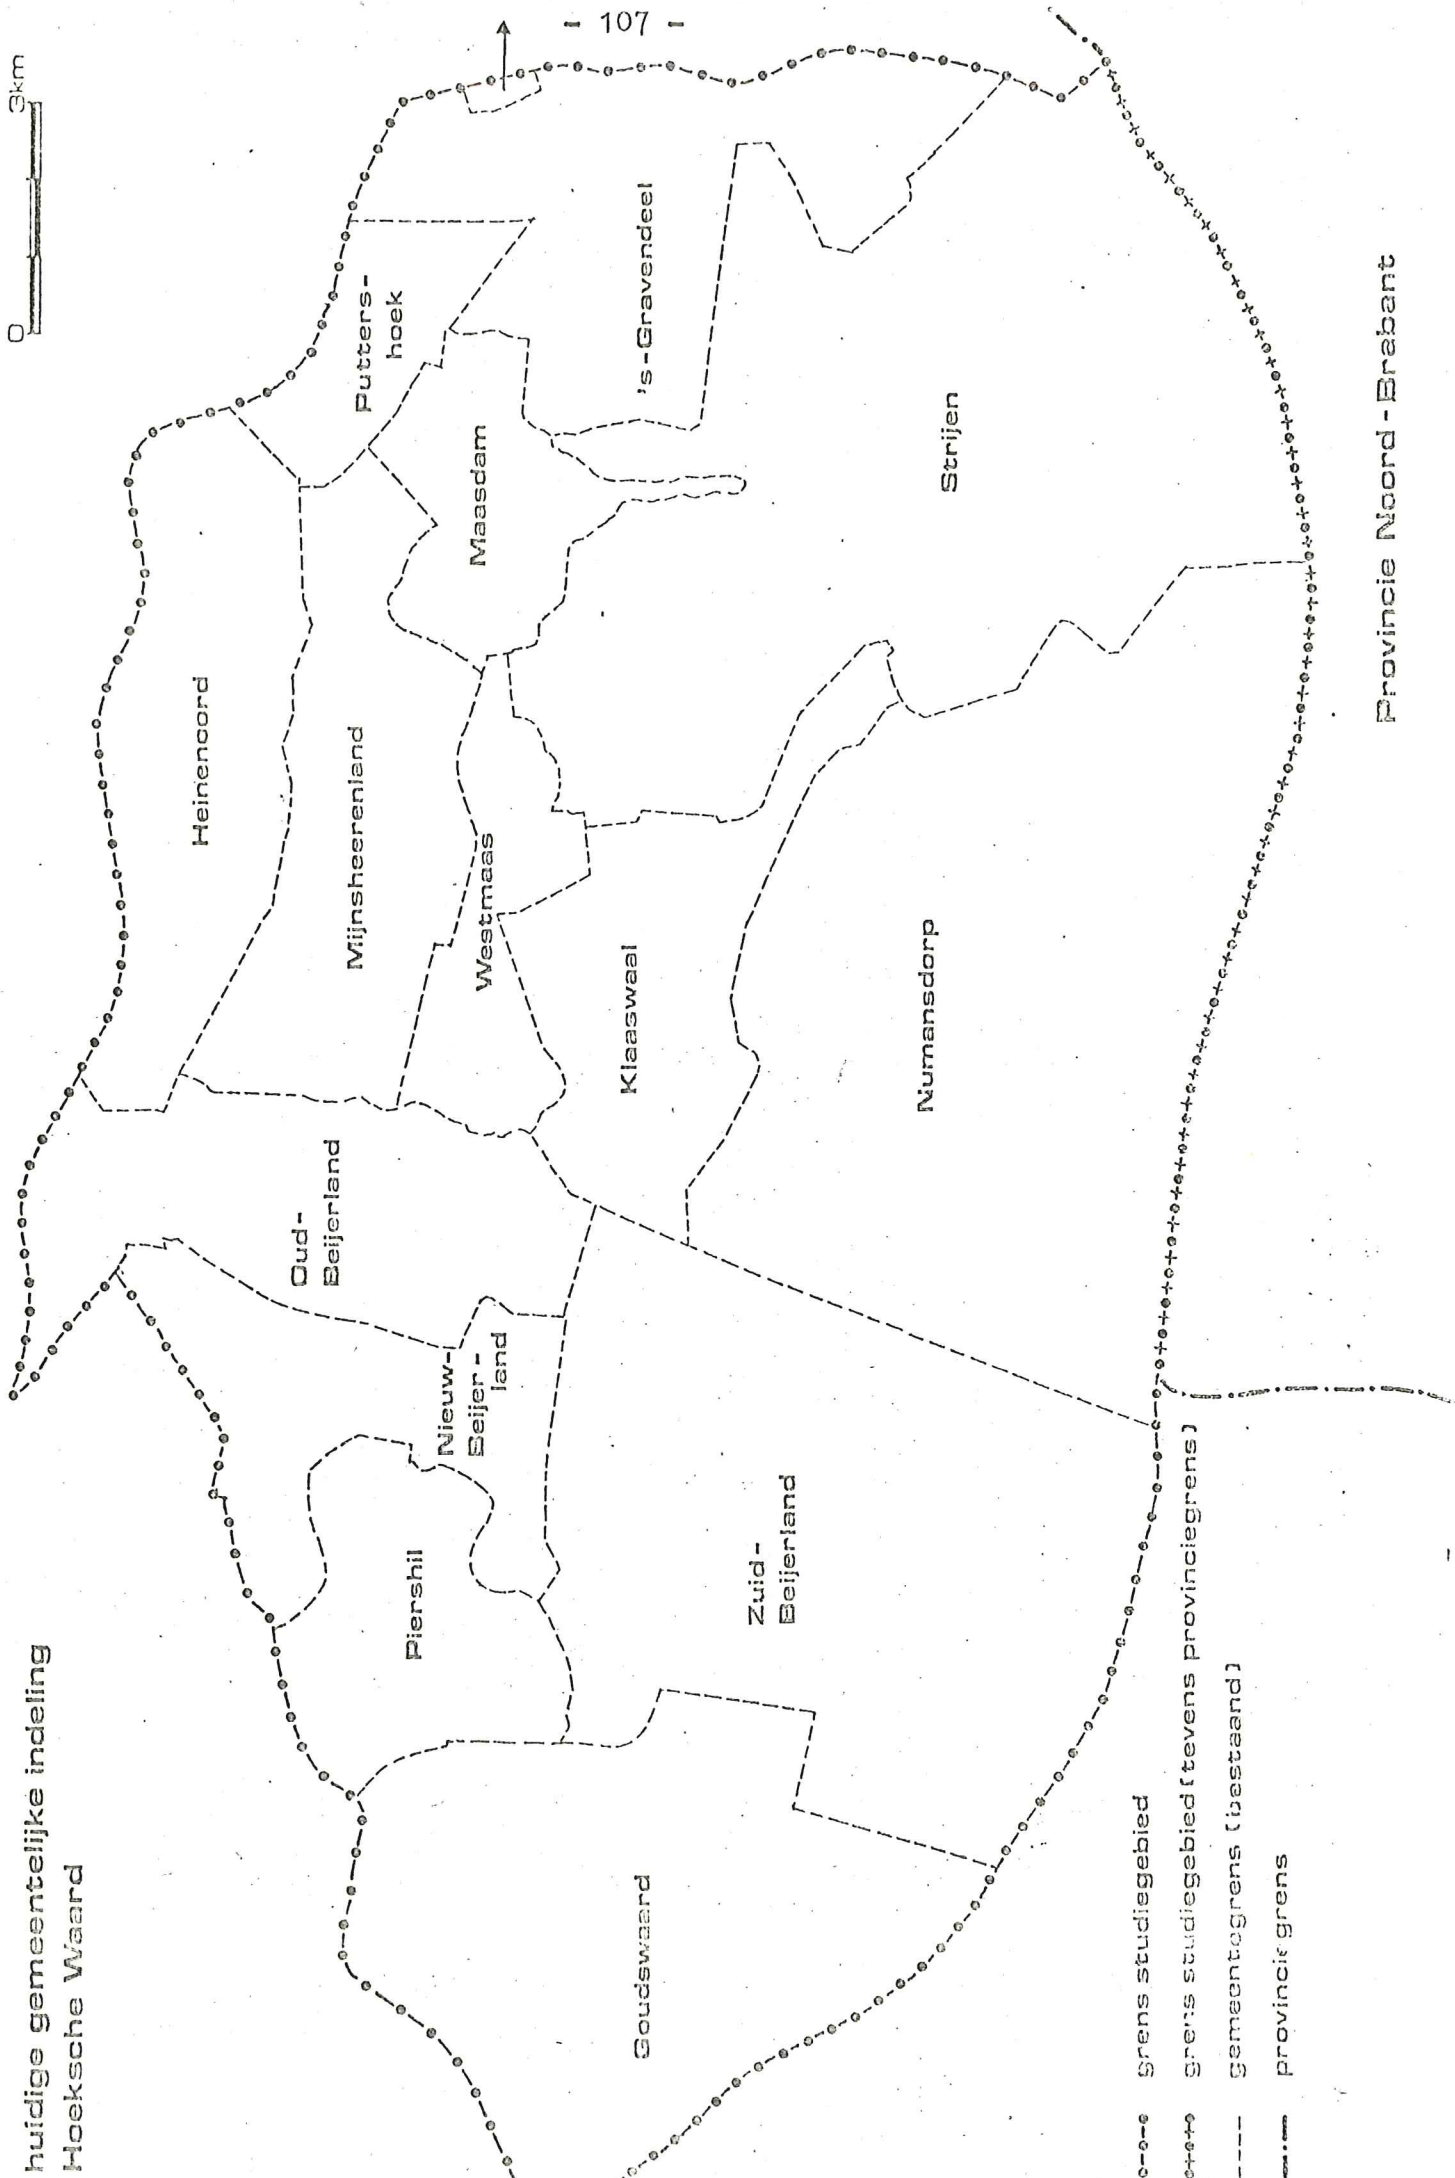 - 107 -
huidige gemeentelijke indeling
Hoeksche Waard
0 3km
Heinenoord
Putters-
hoek
Mijnsheerenland
Oud-
Beijerland
Maasdam
Westmaas
Nieuw-
Beijer-
land
Piershil
's-Gravendeel
Klaaswaal
Goudswaard
Zuid-
Beijerland
Strijen
Numansdorp
Provincie Noord-Brabant
grens studiegebied
grens studiegebied [tevens provinciegrens]
gemeentegrens [bestaand]
provinciegrens